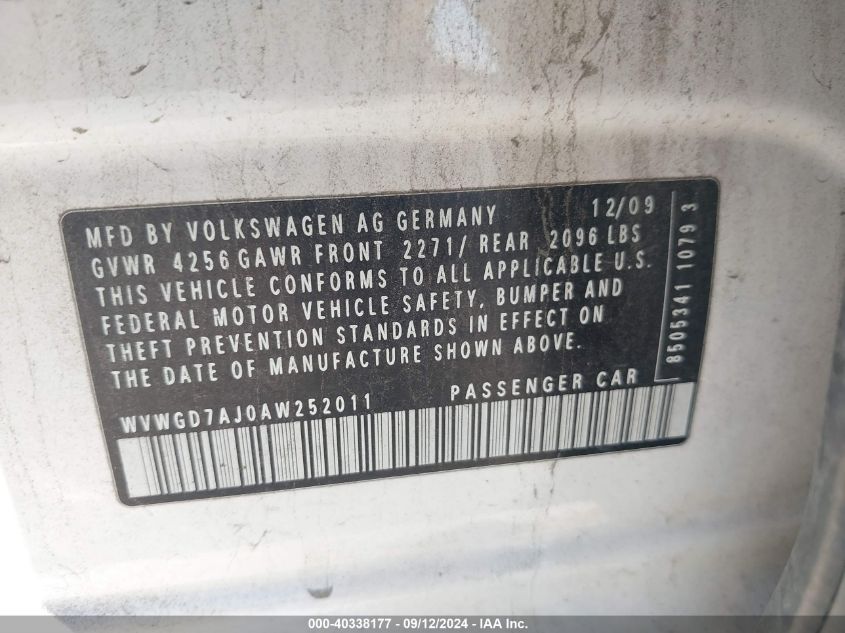 MFD BY VOLKSWAGEN AG GERMANY 12/09
GVWR 4256 GAWR FRONT 2271/ REAR 2096 LBS
THIS VEHICLE CONFORMS TO ALL APPLICABLE U.S.
FEDERAL MOTOR VEHICLE SAFETY, BUMPER AND
THEFT PREVENTION STANDARDS IN EFFECT ON
THE DATE OF MANUFACTURE SHOWN ABOVE.
WVWGD7AJ0AW252011 PASSENGER CAR
8505341 1079 3
000-40338177 - 09/12/2024 - IAA Inc.